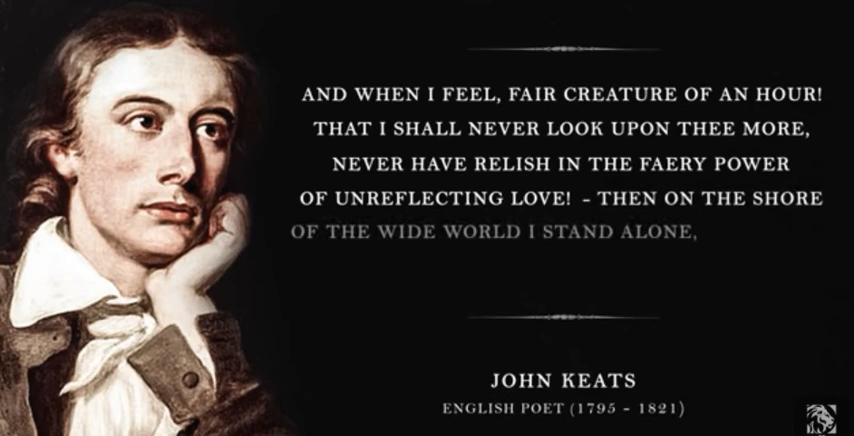 AND WHEN I FEEL, FAIR CREATURE OF AN HOUR!
THAT I SHALL NEVER LOOK UPON THEE MORE,
NEVER HAVE RELISH IN THE FAERY POWER
OF UNREFLECTING LOVE! – THEN ON THE SHORE
OF THE WIDE WORLD I STAND ALONE,
JOHN KEATS
ENGLISH POET (1795 – 1821)